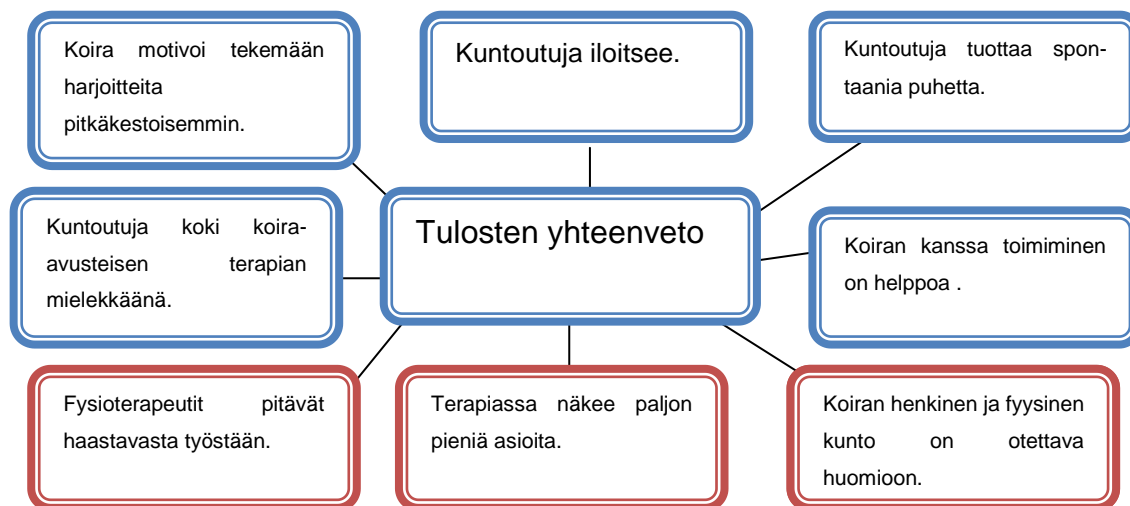 Koira motivoi tekemään
harjoitteita
pitkäkestoisemmin.
Kuntoutuja iloitsee.
Kuntoutuja tuottaa spon-
taania puhetta.
Kuntoutuja koki koira-
avusteisen terapian
mielekkäänä.
Tulosten yhteenveto
Koiran kanssa toimiminen
on helppoa .
Fysioterapeutit pitävät
haastavasta työstään.
Terapiassa näkee paljon
pieniä asioita.
Koiran henkinen ja fyysinen
kunto on otettava
huomioon.